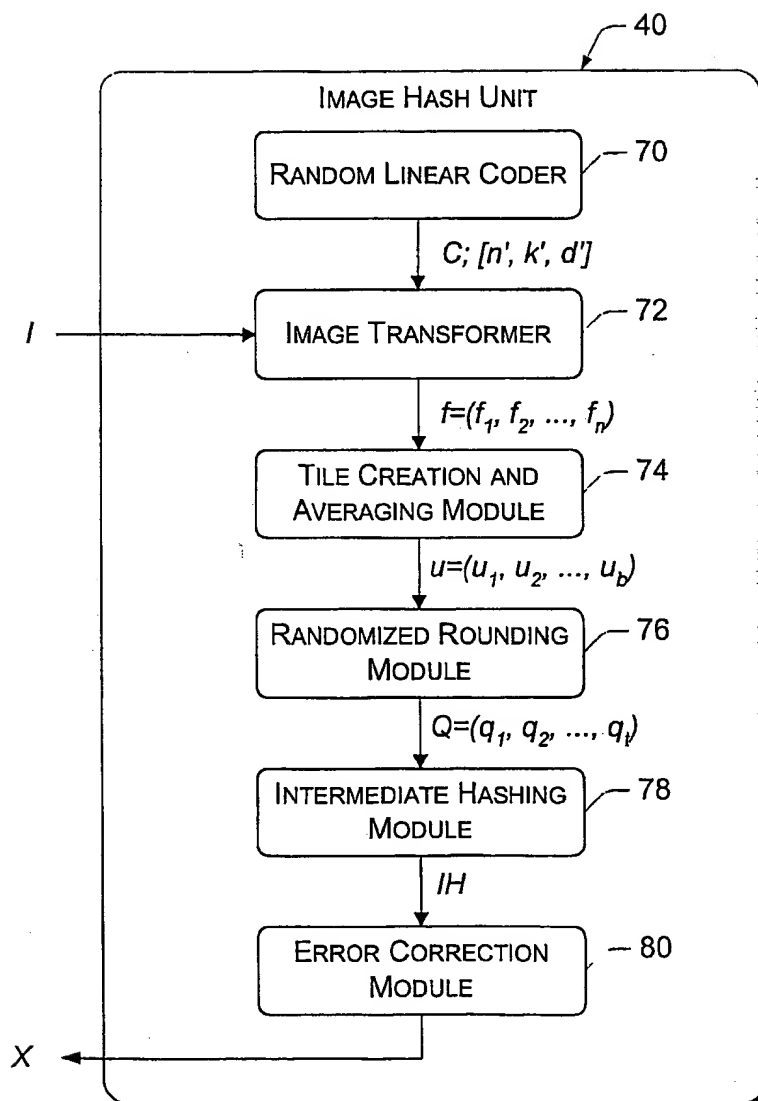 40
IMAGE HASH UNIT
RANDOM LINEAR CODER
70
C; [n', k', d']
I
IMAGE TRANSFORMER
72
f=(f1, f2, ..., fn)
TILE CREATION AND
AVERAGING MODULE
74
u=(u1, u2, ..., ub)
RANDOMIZED ROUNDING
MODULE
76
Q=(q1, q2, ..., qt)
INTERMEDIATE HASHING
MODULE
78
IH
ERROR CORRECTION
MODULE
80
X